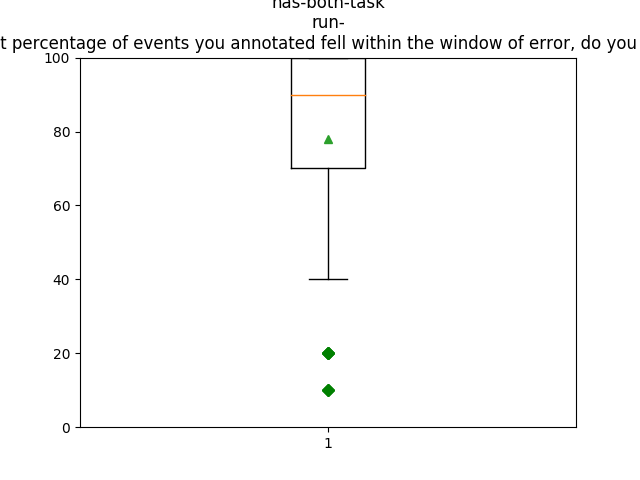 has-both-task
run-
t percentage of events you annotated fell within the window of error, do you
100
80
60
40
20
0
1